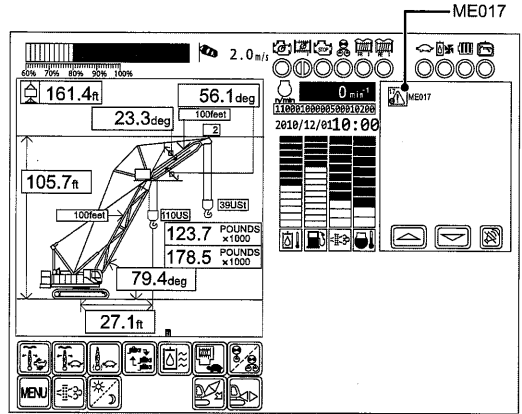 ME017
2.0m/s
60% 70% 80% 90% 100%
161.4ft
56.1deg
r/min
0 min⁻¹
ME017
23.3deg
100feet
11000100000500010200
2
2010/12/01 10:00
105.7ft
100feet
110US
39USt
123.7 POUNDS ×1000
178.5 POUNDS ×1000
79.4deg
27.1ft
MENU